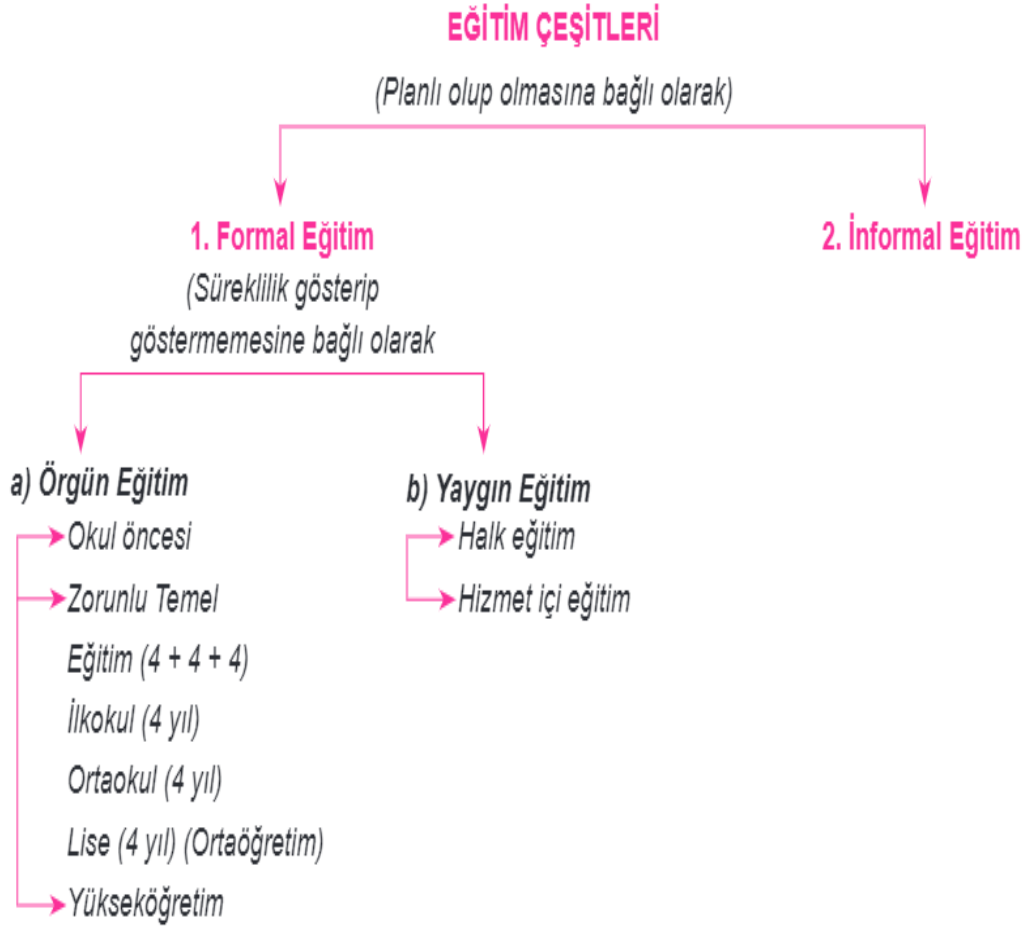 EĞİTİM ÇEŞİTLERİ
(Planlı olup olmasına bağlı olarak)
1. Formal Eğitim
2. İnformal Eğitim
(Süreklilik gösterip
göstermemesine bağlı olarak
a) Örgün Eğitim
Okul öncesi
Zorunlu Temel
Eğitim (4 + 4 + 4)
İlkokul (4 yıl)
Ortaokul (4 yıl)
Lise (4 yıl) (Ortaöğretim)
Yükseköğretim
b) Yaygın Eğitim
Halk eğitim
Hizmet içi eğitim